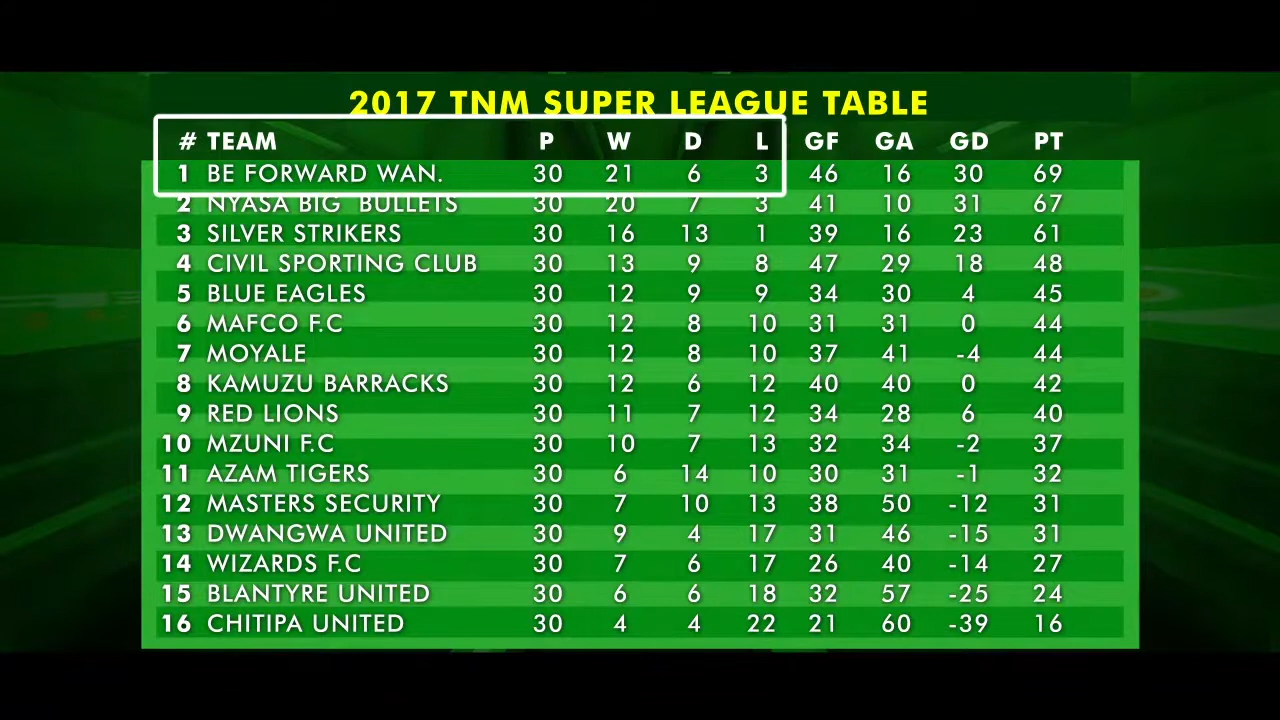 2017 TNM SUPER LEAGUE TABLE
# TEAM P W D L GF GA GD PT
1 BE FORWARD WAN. 30 21 6 3 46 16 30 69
2 NYASA BIG BULLETS 30 20 7 3 41 10 31 67
3 SILVER STRIKERS 30 16 13 1 39 16 23 61
4 CIVIL SPORTING CLUB 30 13 9 8 47 29 18 48
5 BLUE EAGLES 30 12 9 9 34 30 4 45
6 MAFCO F.C 30 12 8 10 31 31 0 44
7 MOYALE 30 12 8 10 37 41 -4 44
8 KAMUZU BARRACKS 30 12 6 12 40 40 0 42
9 RED LIONS 30 11 7 12 34 28 6 40
10 MZUNI F.C 30 10 7 13 32 34 -2 37
11 AZAM TIGERS 30 6 14 10 30 31 -1 32
12 MASTERS SECURITY 30 7 10 13 38 50 -12 31
13 DWANGWA UNITED 30 9 4 17 31 46 -15 31
14 WIZARDS F.C 30 7 6 17 26 40 -14 27
15 BLANTYRE UNITED 30 6 6 18 32 57 -25 24
16 CHITIPA UNITED 30 4 4 22 21 60 -39 16